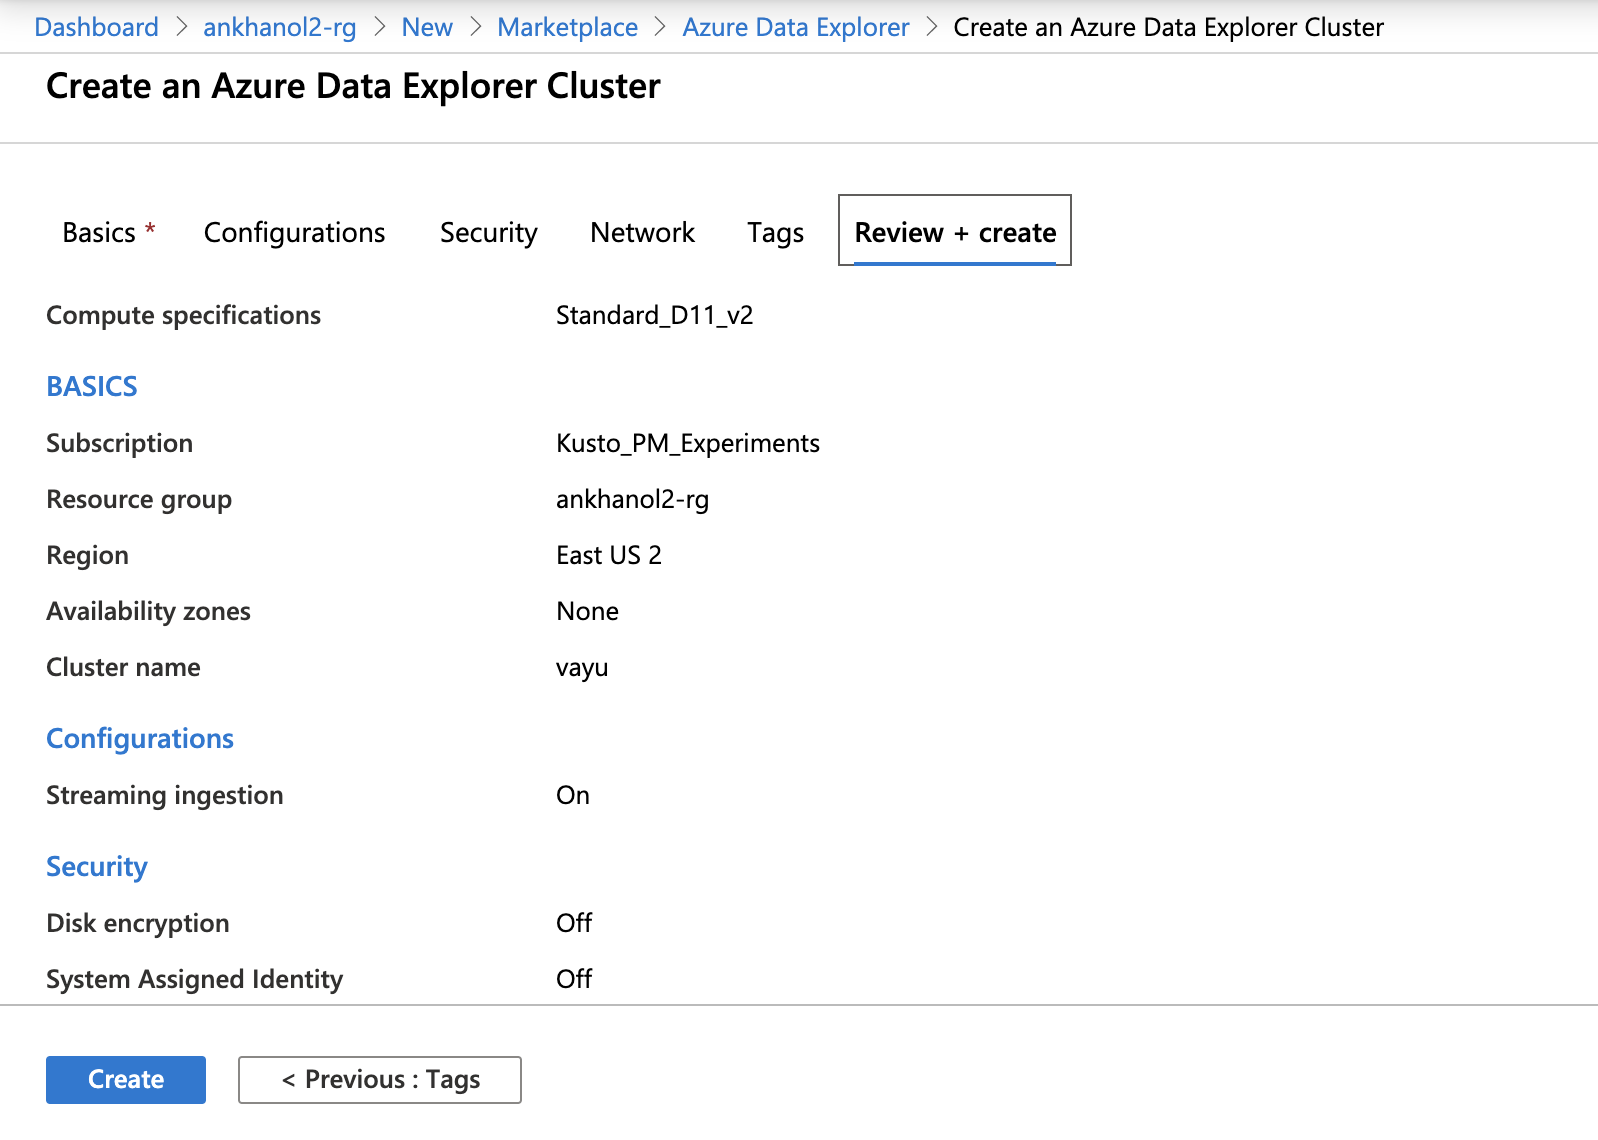 Dashboard > ankhanol2-rg > New > Marketplace > Azure Data Explorer > Create an Azure Data Explorer Cluster
Create an Azure Data Explorer Cluster
Basics * Configurations Security Network Tags Review + create
Compute specifications Standard_D11_v2
BASICS
Subscription Kusto_PM_Experiments
Resource group ankhanol2-rg
Region East US 2
Availability zones None
Cluster name vayu
Configurations
Streaming ingestion On
Security
Disk encryption Off
System Assigned Identity Off
Create < Previous : Tags